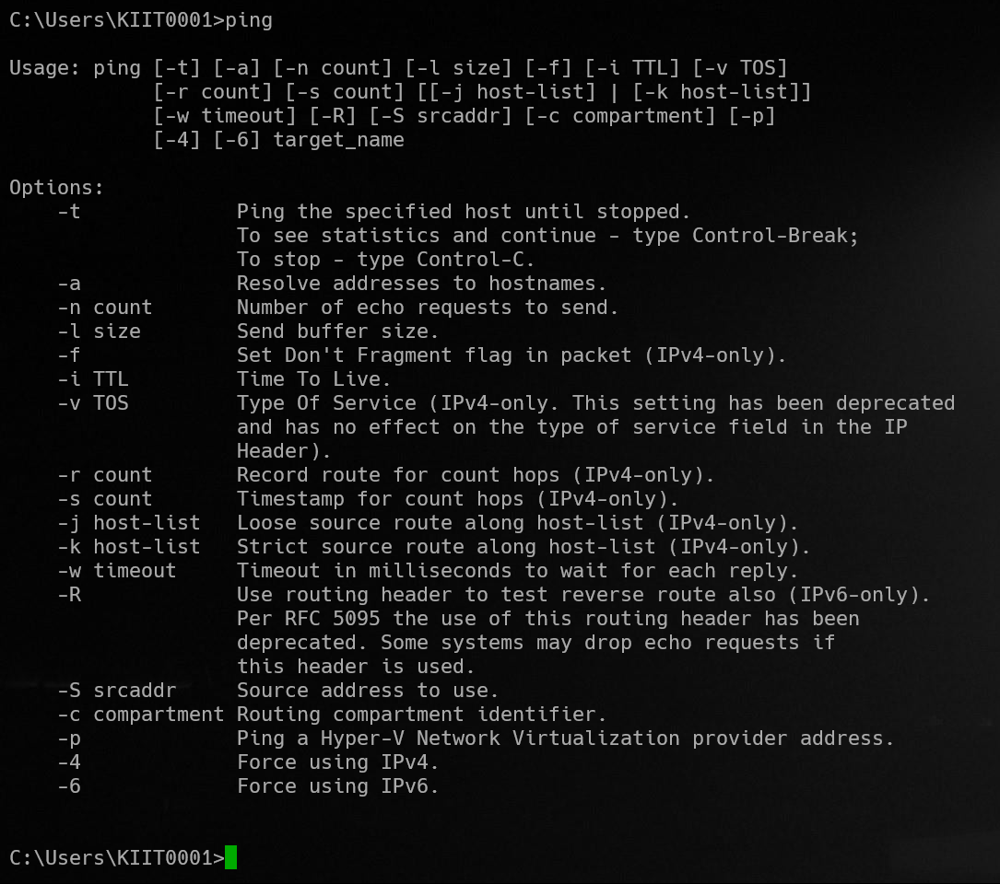 C:\Users\KIIT0001>ping
Usage: ping [-t] [-a] [-n count] [-l size] [-f] [-i TTL] [-v TOS]
            [-r count] [-s count] [[-j host-list] | [-k host-list]]
            [-w timeout] [-R] [-S srcaddr] [-c compartment] [-p]
            [-4] [-6] target_name
Options:
    -t             Ping the specified host until stopped.
                   To see statistics and continue - type Control-Break;
                   To stop - type Control-C.
    -a             Resolve addresses to hostnames.
    -n count       Number of echo requests to send.
    -l size        Send buffer size.
    -f             Set Don't Fragment flag in packet (IPv4-only).
    -i TTL         Time To Live.
    -v TOS         Type Of Service (IPv4-only. This setting has been deprecated
                   and has no effect on the type of service field in the IP
                   Header).
    -r count       Record route for count hops (IPv4-only).
    -s count       Timestamp for count hops (IPv4-only).
    -j host-list   Loose source route along host-list (IPv4-only).
    -k host-list   Strict source route along host-list (IPv4-only).
    -w timeout     Timeout in milliseconds to wait for each reply.
    -R             Use routing header to test reverse route also (IPv6-only).
                   Per RFC 5095 the use of this routing header has been
                   deprecated. Some systems may drop echo requests if
                   this header is used.
    -S srcaddr     Source address to use.
    -c compartment Routing compartment identifier.
    -p             Ping a Hyper-V Network Virtualization provider address.
    -4             Force using IPv4.
    -6             Force using IPv6.
C:\Users\KIIT0001>